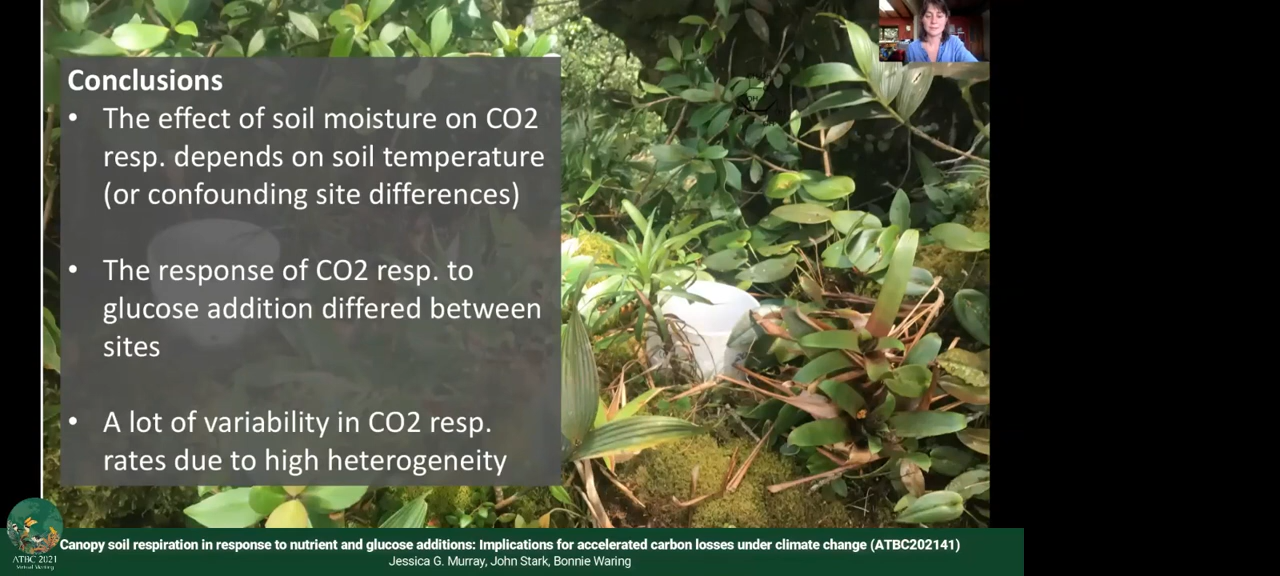 Conclusions
• The effect of soil moisture on CO2
resp. depends on soil temperature
(or confounding site differences)
• The response of CO2 resp. to
glucose addition differed between
sites
• A lot of variability in CO2 resp.
rates due to high heterogeneity
ATBC 2021
Virtual Meeting
Canopy soil respiration in response to nutrient and glucose additions: Implications for accelerated carbon losses under climate change (ATBC202141)
Jessica G. Murray, John Stark, Bonnie Waring